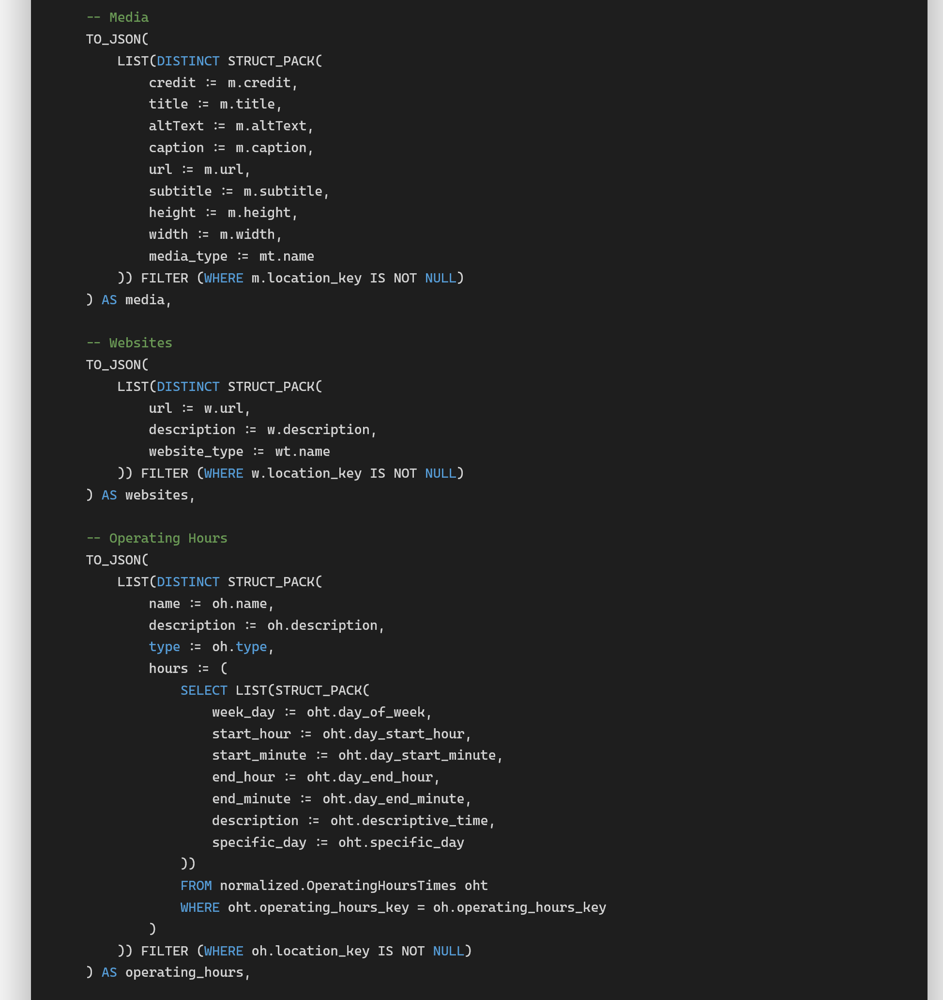 -- Media
TO_JSON(
    LIST(DISTINCT STRUCT_PACK(
        credit := m.credit,
        title := m.title,
        altText := m.altText,
        caption := m.caption,
        url := m.url,
        subtitle := m.subtitle,
        height := m.height,
        width := m.width,
        media_type := mt.name
    )) FILTER (WHERE m.location_key IS NOT NULL)
) AS media,

-- Websites
TO_JSON(
    LIST(DISTINCT STRUCT_PACK(
        url := w.url,
        description := w.description,
        website_type := wt.name
    )) FILTER (WHERE w.location_key IS NOT NULL)
) AS websites,

-- Operating Hours
TO_JSON(
    LIST(DISTINCT STRUCT_PACK(
        name := oh.name,
        description := oh.description,
        type := oh.type,
        hours := (
            SELECT LIST(STRUCT_PACK(
                week_day := oht.day_of_week,
                start_hour := oht.day_start_hour,
                start_minute := oht.day_start_minute,
                end_hour := oht.day_end_hour,
                end_minute := oht.day_end_minute,
                description := oht.descriptive_time,
                specific_day := oht.specific_day
            ))
            FROM normalized.OperatingHoursTimes oht
            WHERE oht.operating_hours_key = oh.operating_hours_key
        )
    )) FILTER (WHERE oh.location_key IS NOT NULL)
) AS operating_hours,